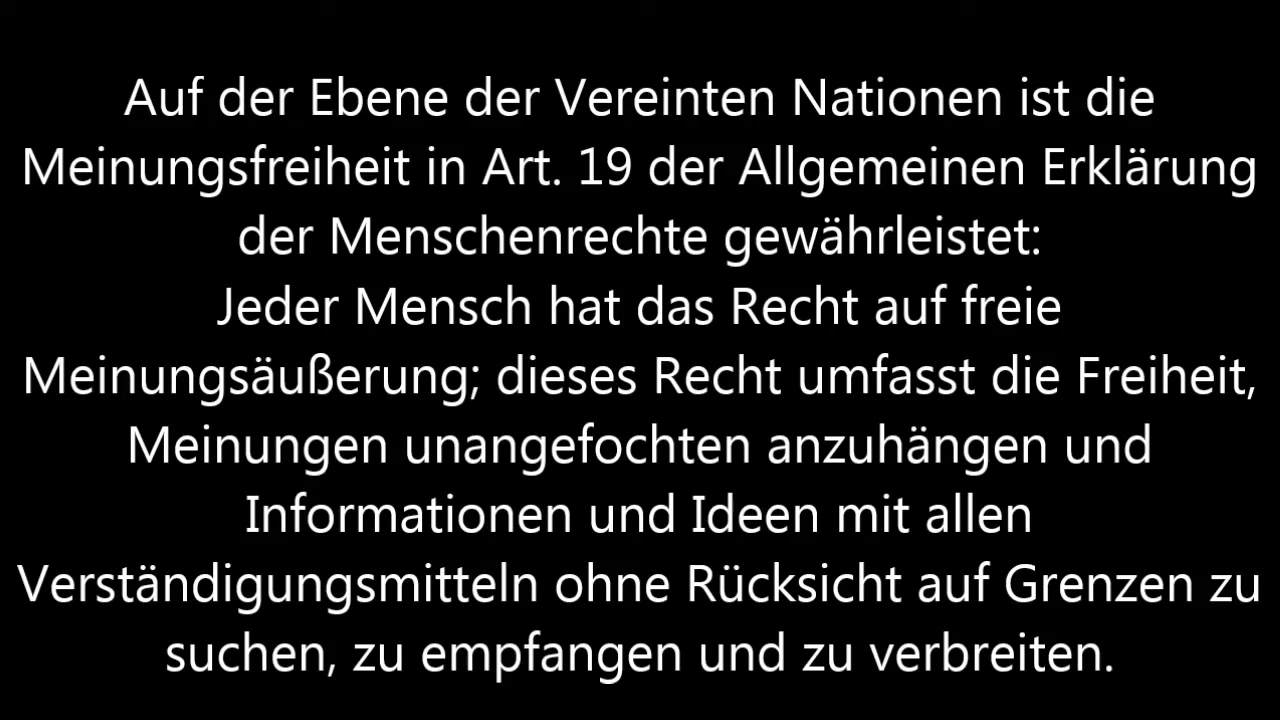 Auf der Ebene der Vereinten Nationen ist die
Meinungsfreiheit in Art. 19 der Allgemeinen Erklärung
der Menschenrechte gewährleistet:
Jeder Mensch hat das Recht auf freie
Meinungsäußerung; dieses Recht umfasst die Freiheit,
Meinungen unangefochten anzuhängen und
Informationen und Ideen mit allen
Verständigungsmitteln ohne Rücksicht auf Grenzen zu
suchen, zu empfangen und zu verbreiten.